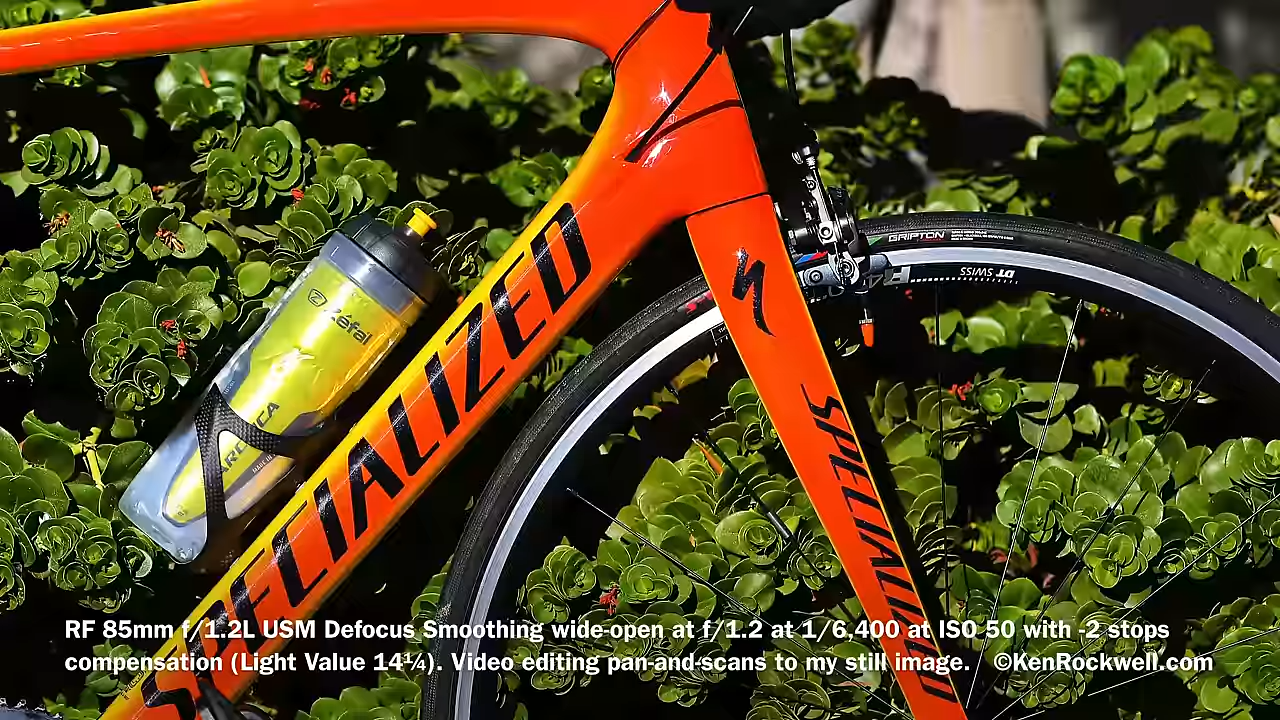 Zéfal
ARCTICA
SPECIALIZED
GRIPTON
R470
DT SWISS
SPECIALIZED
RF 85mm f/1.2L USM Defocus Smoothing wide-open at f/1.2 at 1/6,400 at ISO 50 with -2 stops
compensation (Light Value 14¼). Video editing pan-and-scans to my still image. ©KenRockwell.com